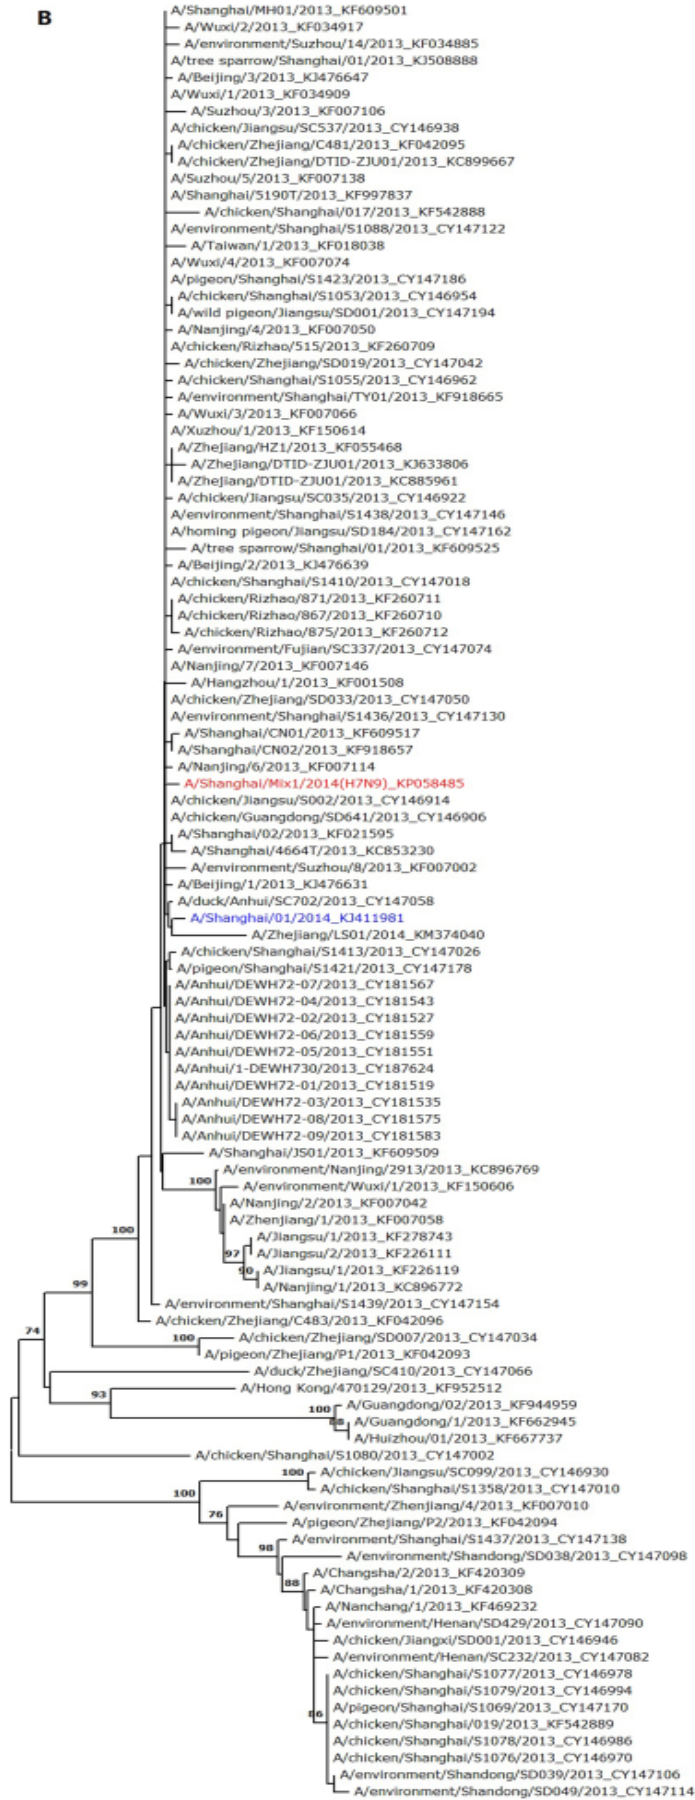 B
A/Shanghai/MH01/2013_KF609501
A/Wuxi/2/2013_KF034917
A/environment/Suzhou/14/2013_KF034885
A/tree sparrow/Shanghai/01/2013_KJ508888
A/Beijing/3/2013_KJ476647
A/Wuxi/1/2013_KF034909
A/Suzhou/3/2013_KF007106
A/chicken/Jiangsu/SC537/2013_CY146938
A/chicken/Zhejiang/C481/2013_KF042095
A/chicken/Zhejiang/DTID-ZJU01/2013_KC899667
A/Suzhou/5/2013_KF007138
A/Shanghai/5190T/2013_KF997837
A/chicken/Shanghai/017/2013_KF542888
A/environment/Shanghai/S1088/2013_CY147122
A/Taiwan/1/2013_KF018038
A/Wuxi/4/2013_KF007074
A/pigeon/Shanghai/S1423/2013_CY147186
A/chicken/Shanghai/S1053/2013_CY146954
A/wild pigeon/Jiangsu/SD001/2013_CY147194
A/Nanjing/4/2013_KF007050
A/chicken/Rizhao/515/2013_KF260709
A/chicken/Zhejiang/SD019/2013_CY147042
A/chicken/Shanghai/S1055/2013_CY146962
A/environment/Shanghai/TY01/2013_KF918665
A/Wuxi/3/2013_KF007066
A/Xuzhou/1/2013_KF150614
A/Zhejiang/HZ1/2013_KF055468
A/Zhejiang/DTID-ZJU01/2013_KJ633806
A/Zhejiang/DTID-ZJU01/2013_KC885961
A/chicken/Jiangsu/SC035/2013_CY146922
A/environment/Shanghai/S1438/2013_CY147146
A/homing pigeon/Jiangsu/SD184/2013_CY147162
A/tree sparrow/Shanghai/01/2013_KF609525
A/Beijing/2/2013_KJ476639
A/chicken/Shanghai/S1410/2013_CY147018
A/chicken/Rizhao/871/2013_KF260711
A/chicken/Rizhao/867/2013_KF260710
A/chicken/Rizhao/875/2013_KF260712
A/environment/Fujian/SC337/2013_CY147074
A/Nanjing/7/2013_KF007146
A/Hangzhou/1/2013_KF001508
A/chicken/Zhejiang/SD033/2013_CY147050
A/environment/Shanghai/S1436/2013_CY147130
A/Shanghai/CN01/2013_KF609517
A/Shanghai/CN02/2013_KF918657
A/Nanjing/6/2013_KF007114
A/Shanghai/Mix1/2014(H7N9)_KP058485
A/chicken/Jiangsu/S002/2013_CY146914
A/chicken/Guangdong/SD641/2013_CY146906
A/Shanghai/02/2013_KF021595
A/Shanghai/4664T/2013_KC853230
A/environment/Suzhou/8/2013_KF007002
A/Beijing/1/2013_KJ476631
A/duck/Anhui/SC702/2013_CY147058
A/Shanghai/01/2014_KJ411981
A/Zhejiang/LS01/2014_KM374040
A/chicken/Shanghai/S1413/2013_CY147026
A/pigeon/Shanghai/S1421/2013_CY147178
A/Anhui/DEWH72-07/2013_CY181567
A/Anhui/DEWH72-04/2013_CY181543
A/Anhui/DEWH72-02/2013_CY181527
A/Anhui/DEWH72-06/2013_CY181559
A/Anhui/DEWH72-05/2013_CY181551
A/Anhui/1-DEWH730/2013_CY187624
A/Anhui/DEWH72-01/2013_CY181519
A/Anhui/DEWH72-03/2013_CY181535
A/Anhui/DEWH72-08/2013_CY181575
A/Anhui/DEWH72-09/2013_CY181583
A/Shanghai/JS01/2013_KF609509
A/environment/Nanjing/2913/2013_KC896769
100
A/environment/Wuxi/1/2013_KF150606
A/Nanjing/2/2013_KF007042
A/Zhenjiang/1/2013_KF007058
100
A/Jiangsu/1/2013_KF278743
97
A/Jiangsu/2/2013_KF226111
90
A/Jiangsu/1/2013_KF226119
A/Nanjing/1/2013_KC896772
99
A/environment/Shanghai/S1439/2013_CY147154
A/chicken/Zhejiang/C483/2013_KF042096
74
100
A/chicken/Zhejiang/SD007/2013_CY147034
A/pigeon/Zhejiang/P1/2013_KF042093
A/duck/Zhejiang/SC410/2013_CY147066
93
A/Hong Kong/470129/2013_KF952512
100
A/Guangdong/02/2013_KF944959
A/Guangdong/1/2013_KF662945
A/Huizhou/01/2013_KF667737
A/chicken/Shanghai/S1080/2013_CY147002
100
A/chicken/Jiangsu/SC099/2013_CY146930
A/chicken/Shanghai/S1358/2013_CY147010
100
A/environment/Zhenjiang/4/2013_KF007010
76
A/pigeon/Zhejiang/P2/2013_KF042094
A/environment/Shanghai/S1437/2013_CY147138
98
A/environment/Shandong/SD038/2013_CY147098
A/Changsha/2/2013_KF420309
88
A/Changsha/1/2013_KF420308
A/Nanchang/1/2013_KF469232
A/environment/Henan/SD429/2013_CY147090
A/chicken/Jiangxi/SD001/2013_CY146946
A/environment/Henan/SC232/2013_CY147082
A/chicken/Shanghai/S1077/2013_CY146978
A/chicken/Shanghai/S1079/2013_CY146994
A/pigeon/Shanghai/S1069/2013_CY147170
86
A/chicken/Shanghai/019/2013_KF542889
A/chicken/Shanghai/S1078/2013_CY146986
A/chicken/Shanghai/S1076/2013_CY146970
A/environment/Shandong/SD039/2013_CY147106
A/environment/Shandong/SD049/2013_CY147114